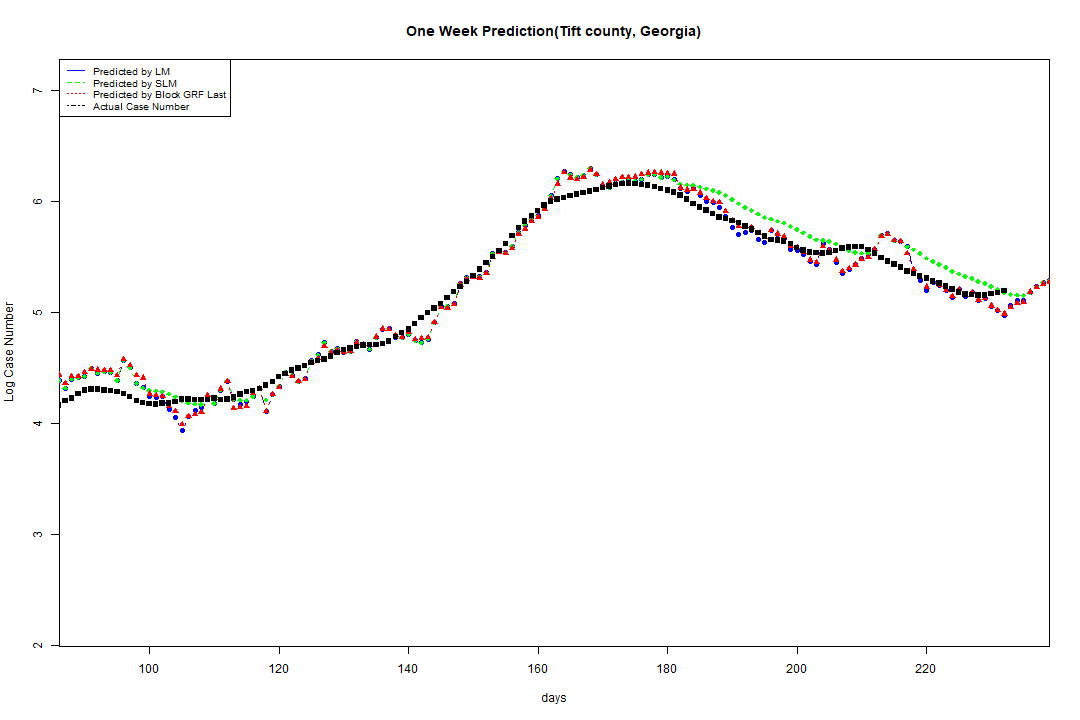 One Week Prediction(Tift county, Georgia)
Predicted by LM
Predicted by SLM
Predicted by Block GRF Last
Actual Case Number
7
6
5
4
3
2
Log Case Number
100 120 140 160 180 200 220
days